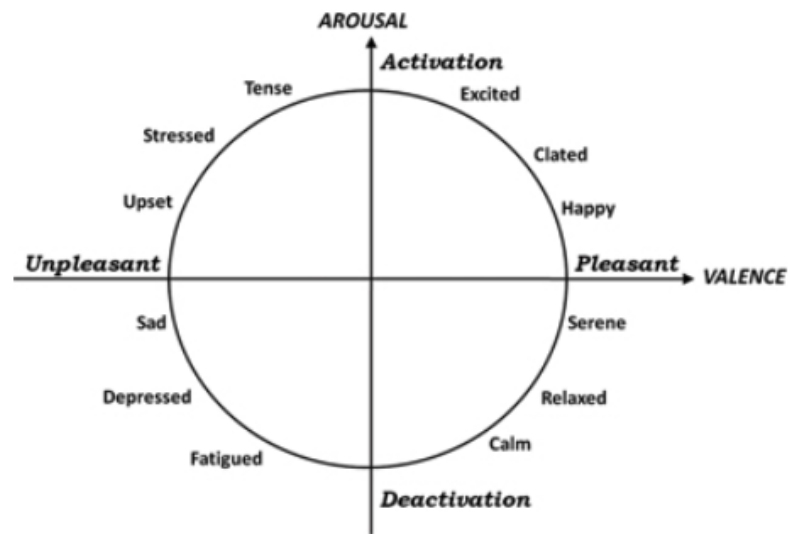 AROUSAL
Activation
Tense
Excited
Stressed
Clated
Upset
Happy
Unpleasant
Pleasant
VALENCE
Sad
Serene
Depressed
Relaxed
Calm
Fatigued
Deactivation